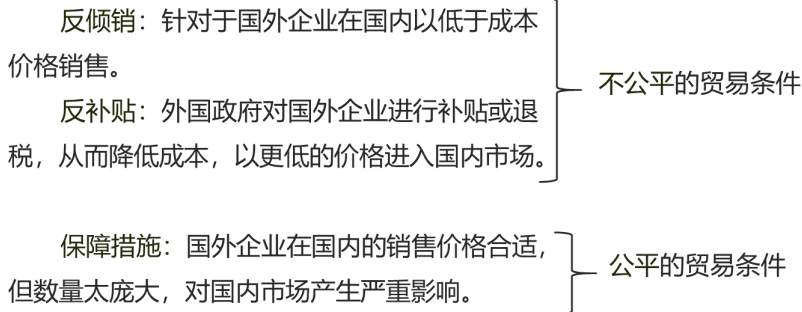 反倾销：针对于国外企业在国内以低于成本
价格销售。
反补贴：外国政府对国外企业进行补贴或退
税，从而降低成本，以更低的价格进入国内市场。
不公平的贸易条件
保障措施：国外企业在国内的销售价格合适，
但数量太庞大，对国内市场产生严重影响。
公平的贸易条件